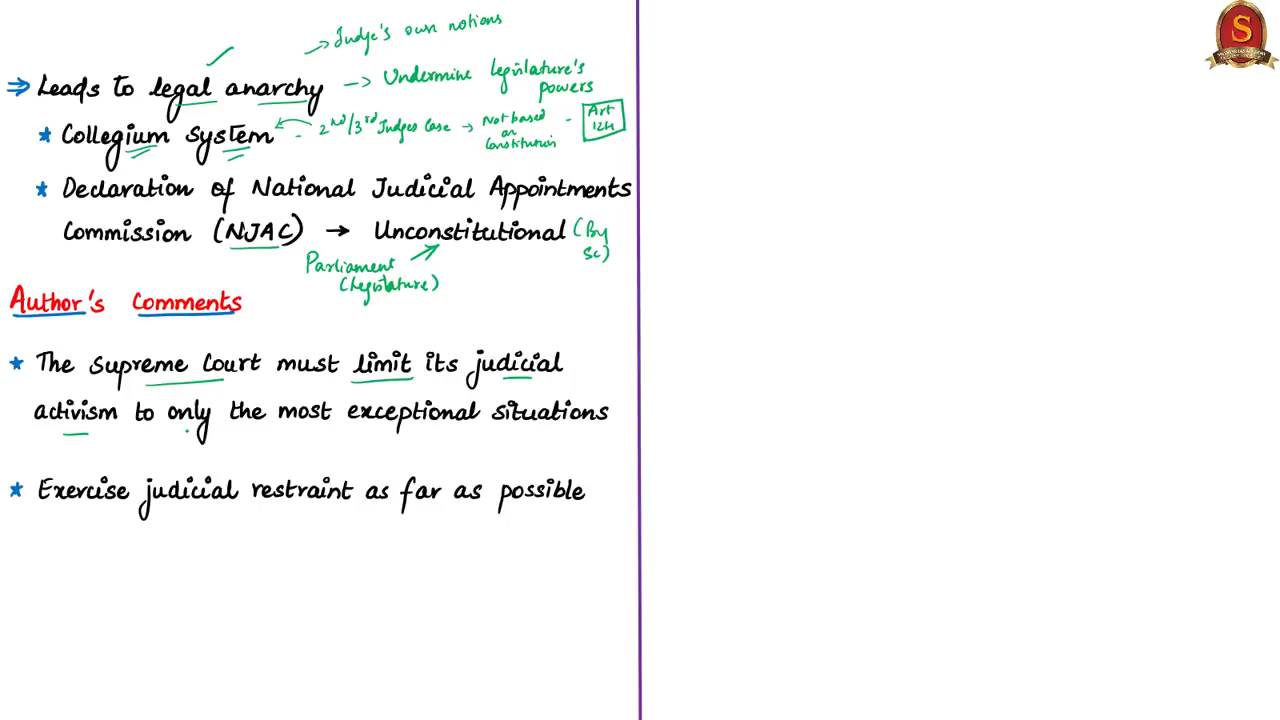 Judge's own notions
Leads to legal anarchy
Undermine legislature's
powers
Collegium system
2nd/3rd Judges Case → Not based
on
Constitution
Art
124
Declaration of National Judicial Appointments
Commission (NJAC) → Unconstitutional (By
SC)
Parliament
(Legislature)
Author's Comments
* The Supreme Court must limit its judicial
activism to only the most exceptional situations
* Exercise judicial restraint as far as possible
S